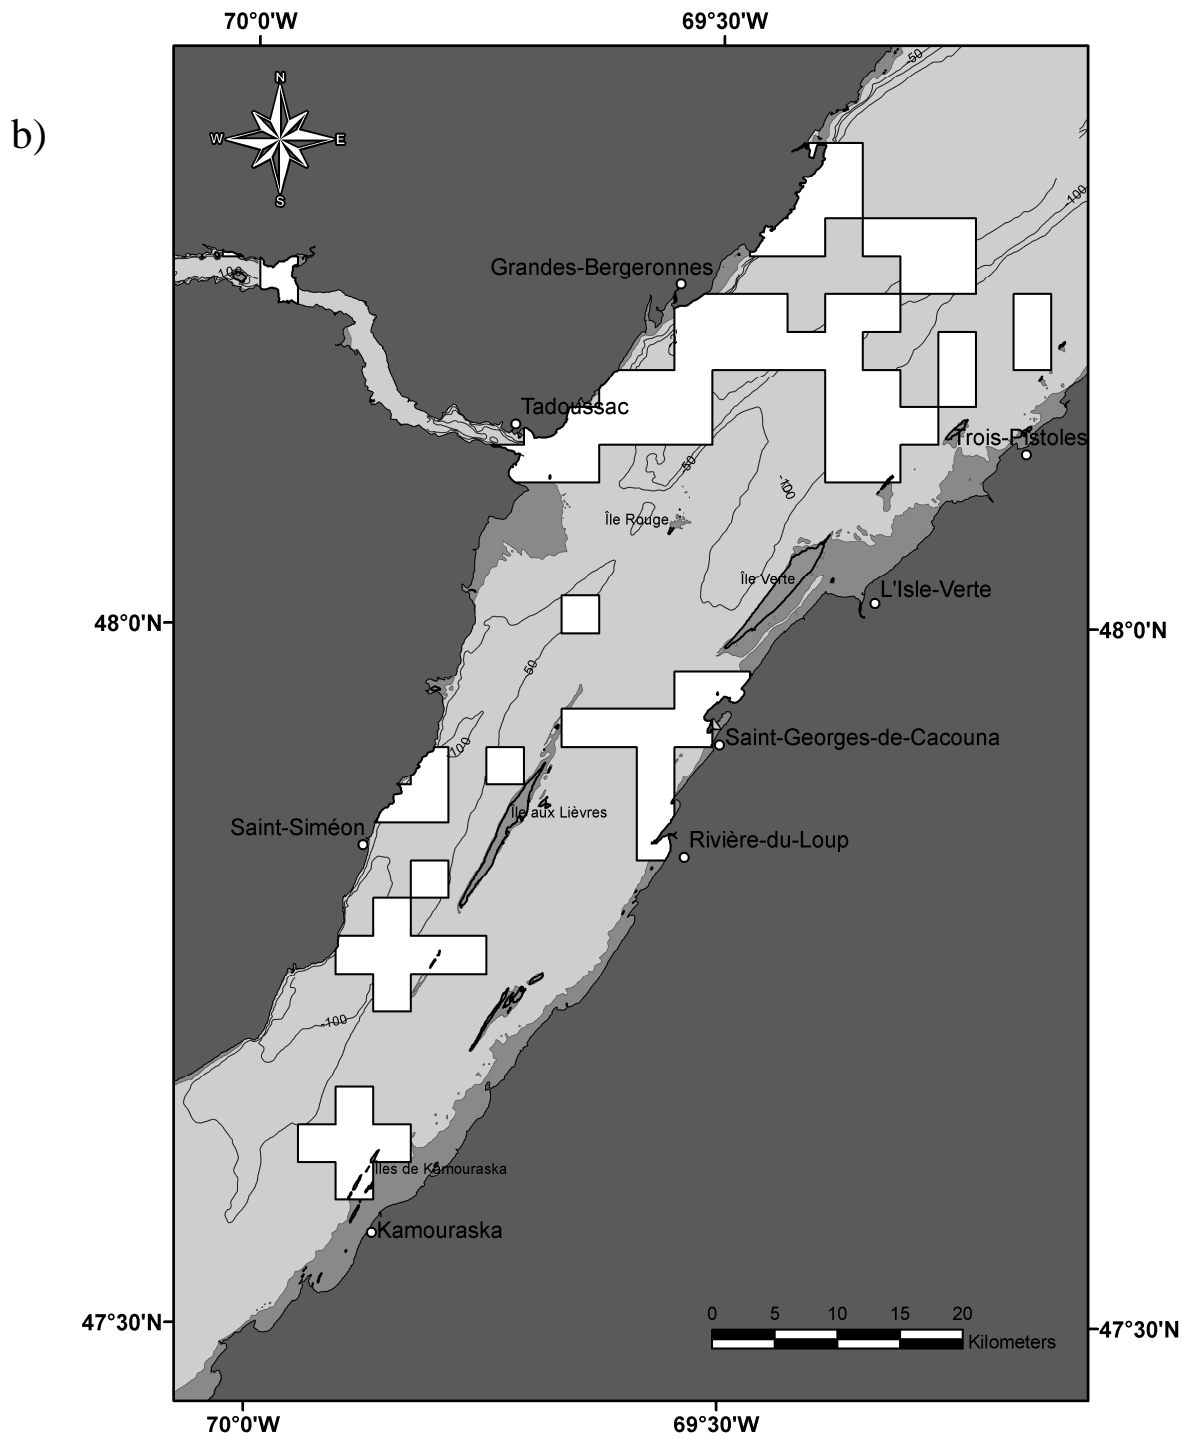 70°0'W 69°30'W
b)
N
W E
S
-50
-100
Grandes-Bergeronnes
100
Tadoussac
Trois-Pistoles
50
-100
Île Rouge
Île Verte
L'Isle-Verte
48°0'N 48°0'N
50
Saint-Georges-de-Cacouna
-100
Île aux Lièvres
Saint-Siméon
Rivière-du-Loup
-100
Îles de Kamouraska
Kamouraska
0 5 10 15 20
Kilometers
47°30'N 47°30'N
70°0'W 69°30'W